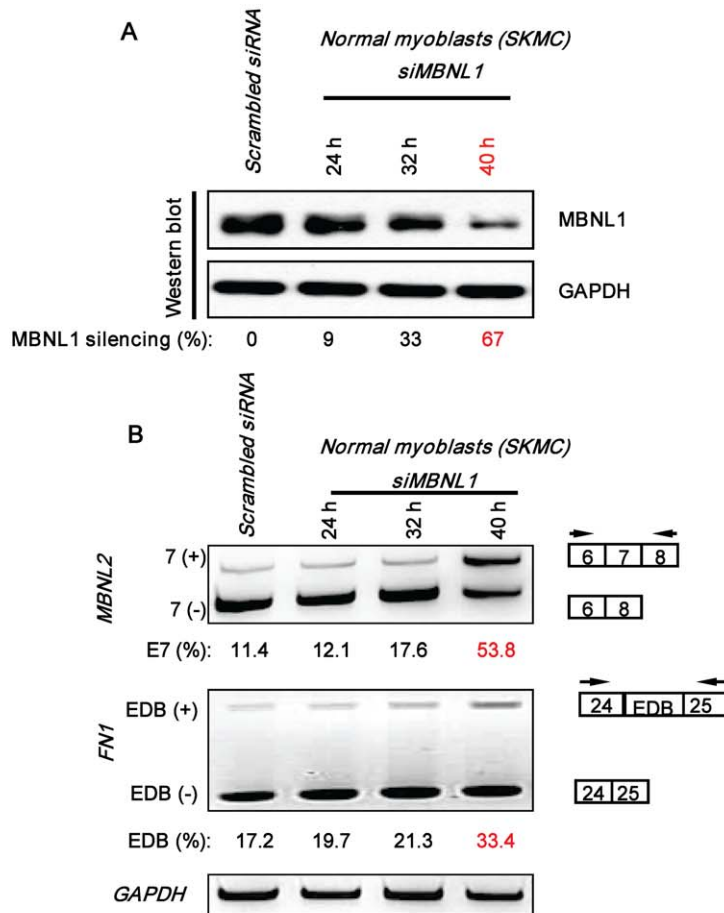 A
Scrambled siRNA
Normal myoblasts (SKMC)
siMBNL1
24 h
32 h
40 h
Western blot
MBNL1
GAPDH
MBNL1 silencing (%): 0 9 33 67
B
Scrambled siRNA
Normal myoblasts (SKMC)
siMBNL1
24 h
32 h
40 h
MBNL2
7 (+)
6 7 8
7 (-)
6 8
E7 (%): 11.4 12.1 17.6 53.8
FN1
EDB (+)
24 EDB 25
EDB (-)
24 25
EDB (%): 17.2 19.7 21.3 33.4
GAPDH